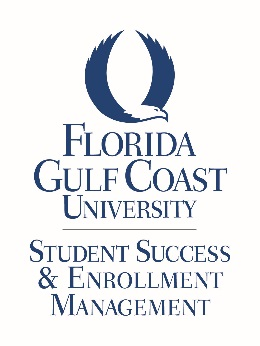 FLORIDA
GULF COAST
UNIVERSITY
STUDENT SUCCESS
& ENROLLMENT
MANAGEMENT